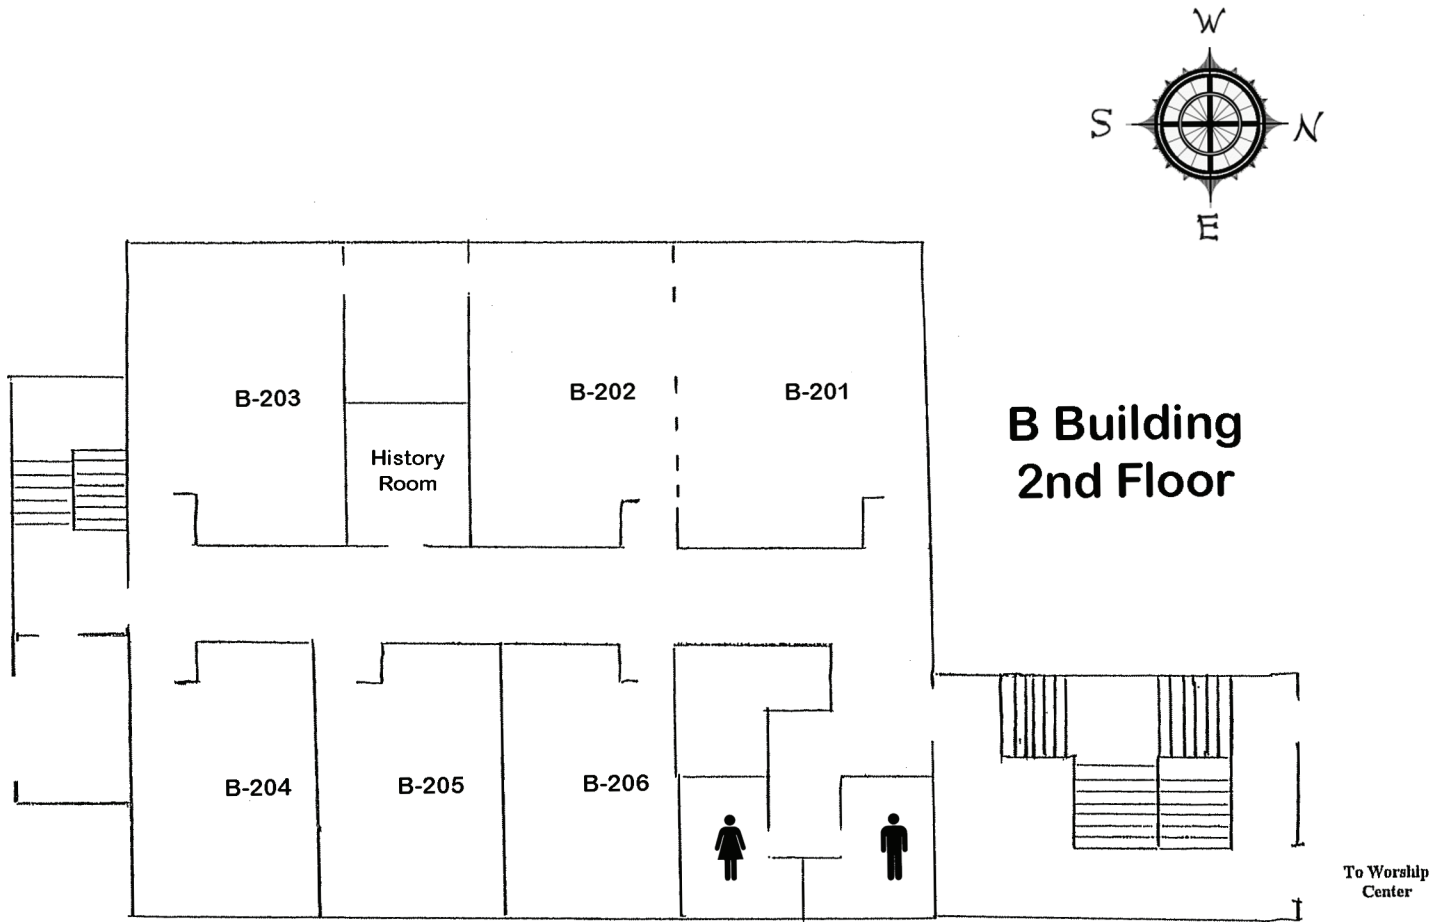 W
S
N
E
B-203
B-202
B-201
History
Room
B Building
2nd Floor
B-204
B-205
B-206
To Worship
Center